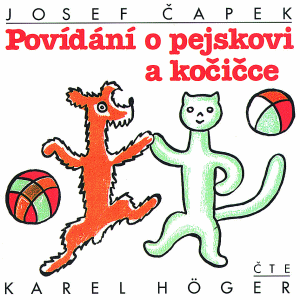 JOSEF ČAPEK
Povídání o pejskovi
a kočičce
ČTE
KAREL HÖGER